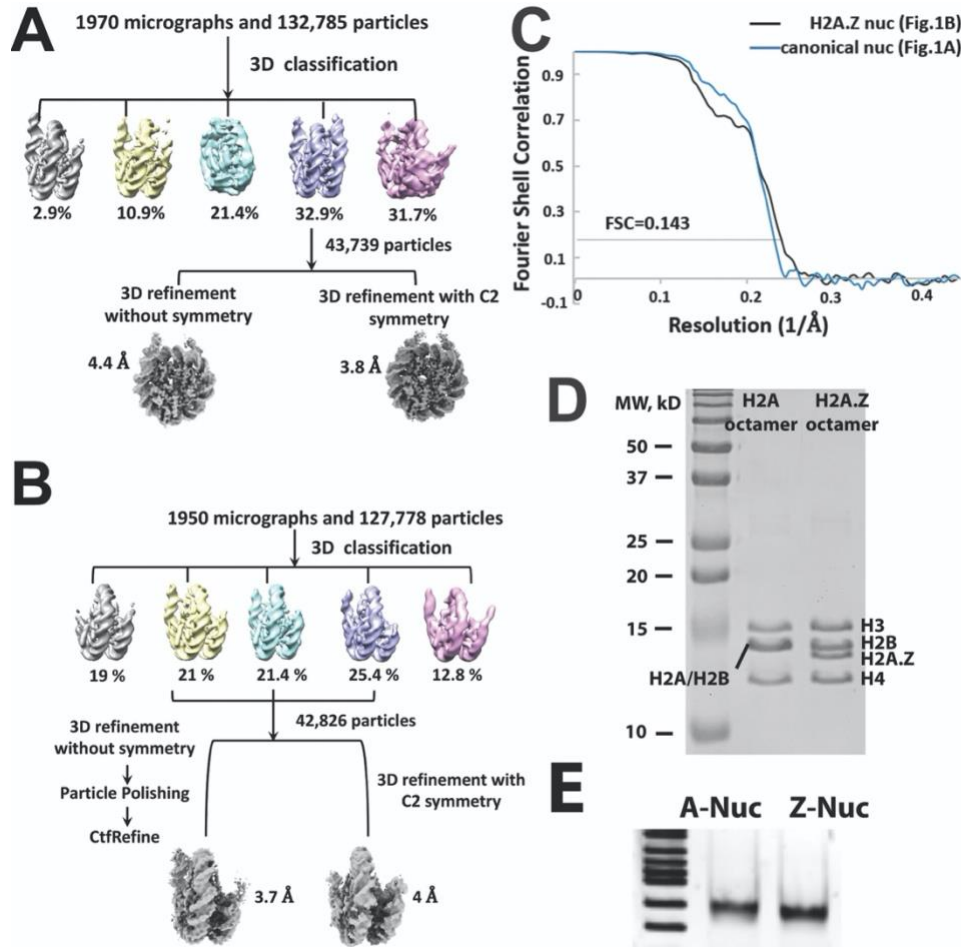 A
1970 micrographs and 132,785 particles
3D classification
2.9%
10.9%
21.4%
32.9%
31.7%
43,739 particles
3D refinement
without symmetry
3D refinement with C2
symmetry
4.4 Å
3.8 Å
B
1950 micrographs and 127,778 particles
3D classification
19 %
21 %
21.4 %
25.4 %
12.8 %
42,826 particles
3D refinement
without symmetry
Particle Polishing
CtfRefine
3D refinement with
C2 symmetry
3.7 Å
4 Å
C
H2A.Z nuc (Fig.1B)
canonical nuc (Fig.1A)
Fourier Shell Correlation
0.9
0.7
0.5
0.3
0.1
-0.1
FSC=0.143
0
0.1
0.2
0.3
0.4
Resolution (1/Å)
D
MW, kD
H2A
octamer
H2A.Z
octamer
50
37
25
20
15
10
H2A/H2B
H3
H2B
H2A.Z
H4
E
A-Nuc
Z-Nuc